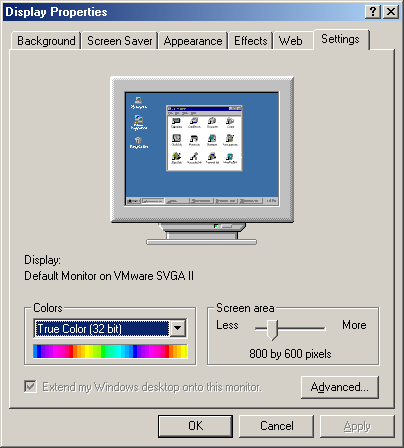 Display Properties
Background Screen Saver Appearance Effects Web Settings
Display:
Default Monitor on VMware SVGA II
Colors
True Color (32 bit)
Screen area
Less More
800 by 600 pixels
Extend my Windows desktop onto this monitor.
Advanced...
OK Cancel Apply